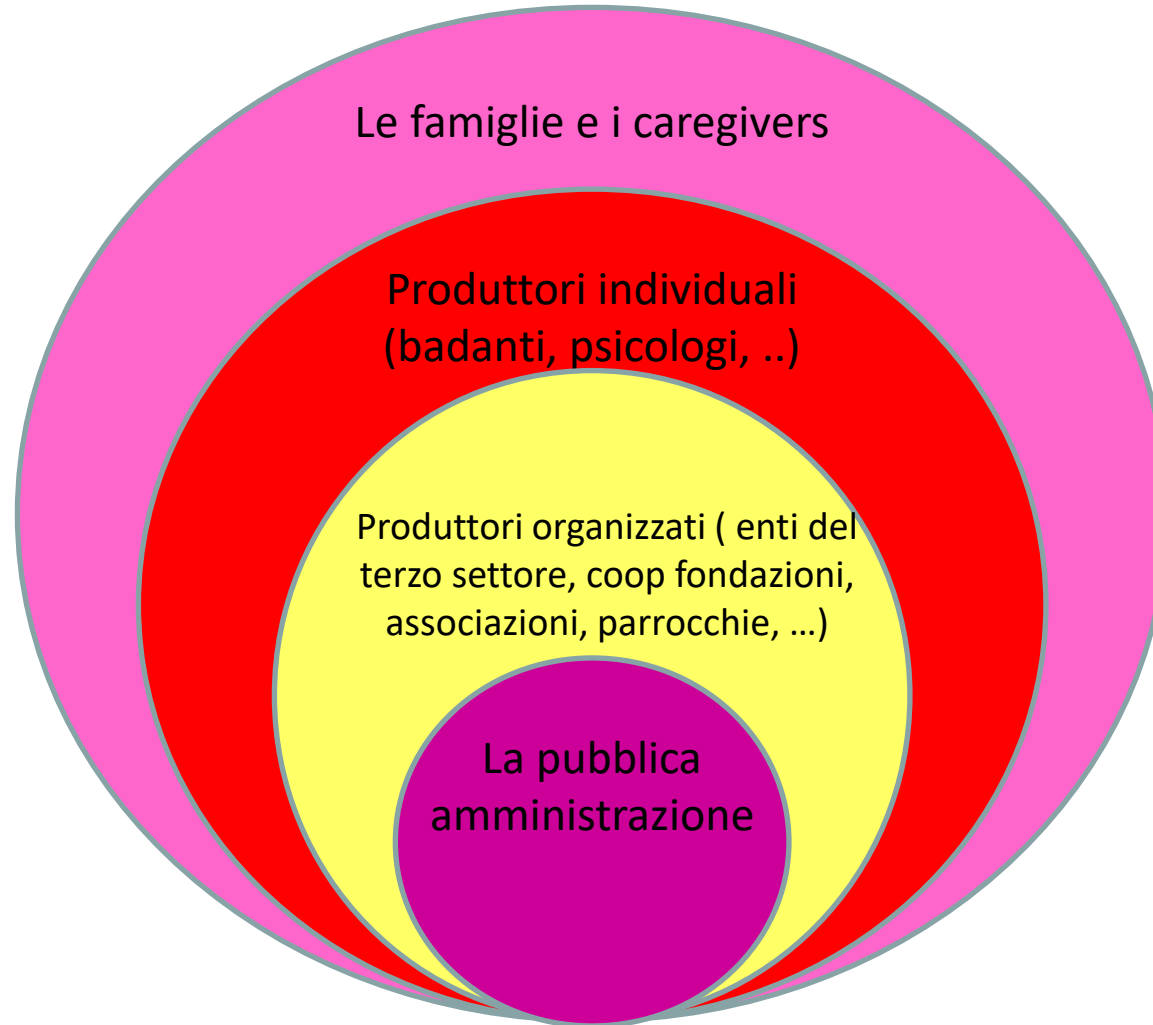 Le famiglie e i caregivers
Produttori individuali
(badanti, psicologi, ..)
Produttori organizzati ( enti del
terzo settore, coop fondazioni,
associazioni, parrocchie, …)
La pubblica
amministrazione